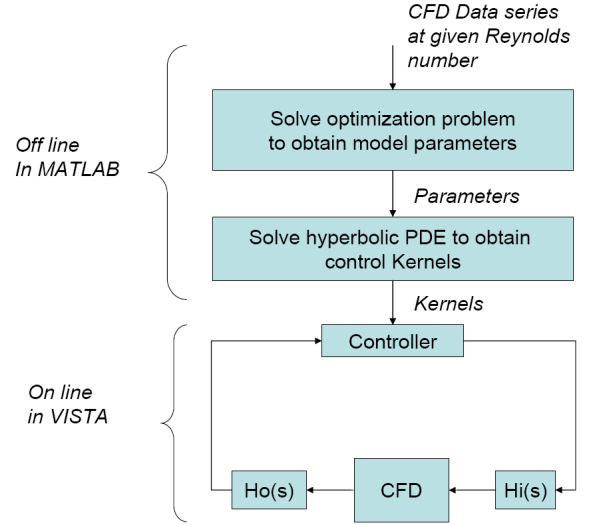 CFD Data series
at given Reynolds
number
Solve optimization problem
to obtain model parameters
Off line
In MATLAB
Parameters
Solve hyperbolic PDE to obtain
control Kernels
Kernels
Controller
On line
in VISTA
Ho(s)
CFD
Hi(s)